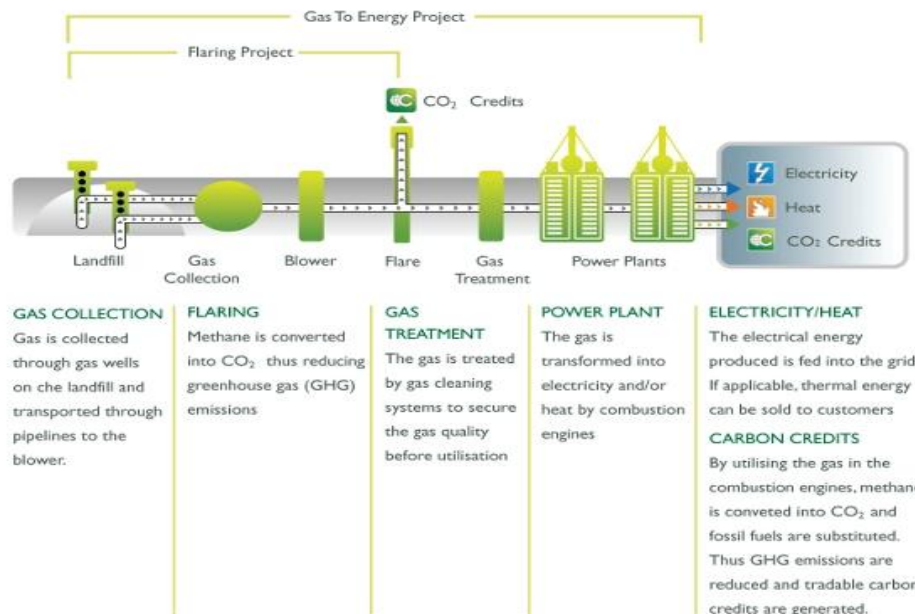 Gas To Energy Project
Flaring Project
CO₂ Credits
Electricity
Heat
CO₂ Credits
Landfill
Gas
Collection
Blower
Flare
Gas
Treatment
Power Plants
GAS COLLECTION
Gas is collected
through gas wells
on che landfill and
transported through
pipelines to the
blower.
FLARING
Methane is converted
into CO₂ thus reducing
greenhouse gas (GHG)
emissions
GAS
TREATMENT
The gas is treated
by gas cleaning
systems to secure
the gas quality
before utilisation
POWER PLANT
The gas is
transformed into
electricity and/or
heat by combustion
engines
ELECTRICITY/HEAT
The electrical energy
produced is fed into the grid
If applicable, thermal energy
can be sold to customers
CARBON CREDITS
By utilising the gas in the
combustion engines, methan
is conveted into CO₂ and
fossil fuels are substituted.
Thus GHG emissions are
reduced and tradable carbon
credits are generated.